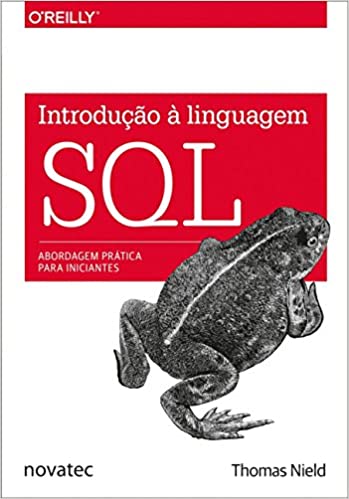 O'REILLY®
Introdução à linguagem
SQL
ABORDAGEM PRÁTICA
PARA INICIANTES
novatec
Thomas Nield